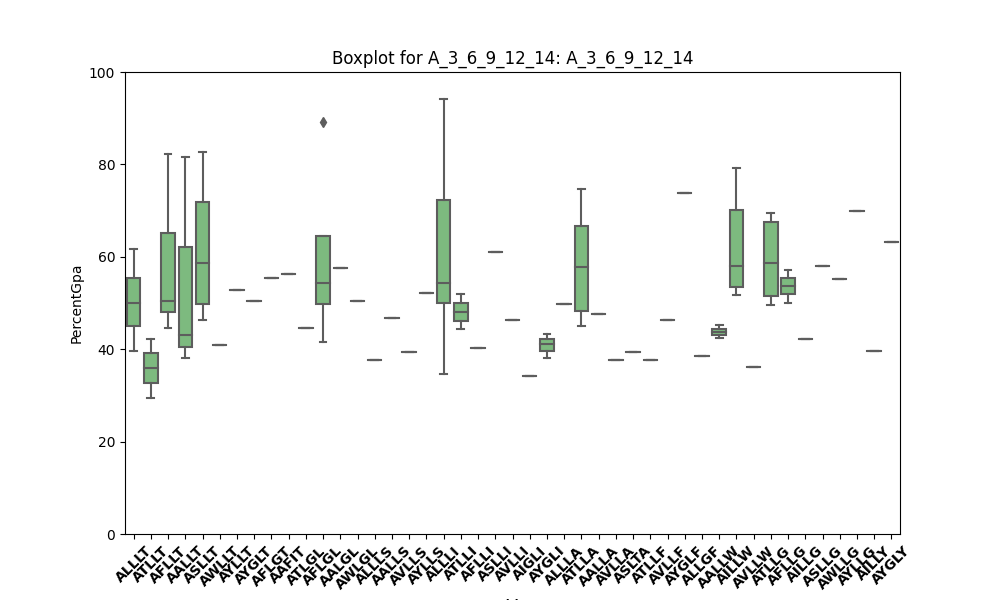 Boxplot for A_3_6_9_12_14: A_3_6_9_12_14
PercentGpa
100
80
60
40
20
0
ALLLT
ATLLT
AFLLT
AALLT
ASLLT
AWLLT
AYLLT
AYGLT
AFLGT
AAFIT
ATLGL
AFLGL
AALGL
AWLGL
ALLLS
AALLS
AVLLS
AYLLS
ALLLI
ATLLI
AFLLI
ASLLI
AVLLI
AIGLI
AYGLI
ALLLA
ATLLA
AALLA
AVLLA
ASLTA
ATLLF
AVLLF
AYGLF
ALLGF
AALLW
AILLW
AVLLW
ATLLG
AFLLG
AILLG
ASLLG
AWLLG
AYLLG
AILLY
AYGLY